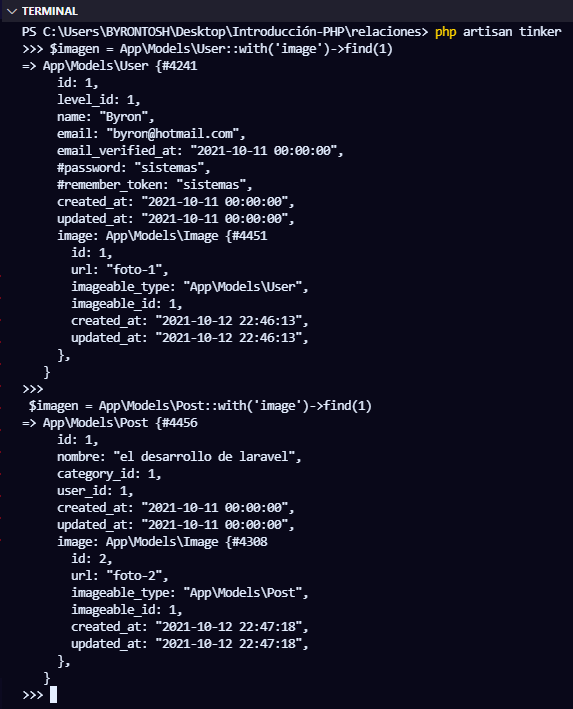 TERMINAL
PS C:\Users\BYRONTOSH\Desktop\Introducción-PHP\relaciones> php artisan tinker
>>> $imagen = App\Models\User::with('image')->find(1)
=> App\Models\User {#4241
id: 1,
level_id: 1,
name: "Byron",
email: "byron@hotmail.com",
email_verified_at: "2021-10-11 00:00:00",
#password: "sistemas",
#remember_token: "sistemas",
created_at: "2021-10-11 00:00:00",
updated_at: "2021-10-11 00:00:00",
image: App\Models\Image {#4451
id: 1,
url: "foto-1",
imageable_type: "App\Models\User",
imageable_id: 1,
created_at: "2021-10-12 22:46:13",
updated_at: "2021-10-12 22:46:13",
},
}
>>>
$imagen = App\Models\Post::with('image')->find(1)
=> App\Models\Post {#4456
id: 1,
nombre: "el desarrollo de laravel",
category_id: 1,
user_id: 1,
created_at: "2021-10-11 00:00:00",
updated_at: "2021-10-11 00:00:00",
image: App\Models\Image {#4308
id: 2,
url: "foto-2",
imageable_type: "App\Models\Post",
imageable_id: 1,
created_at: "2021-10-12 22:47:18",
updated_at: "2021-10-12 22:47:18",
},
}
>>>